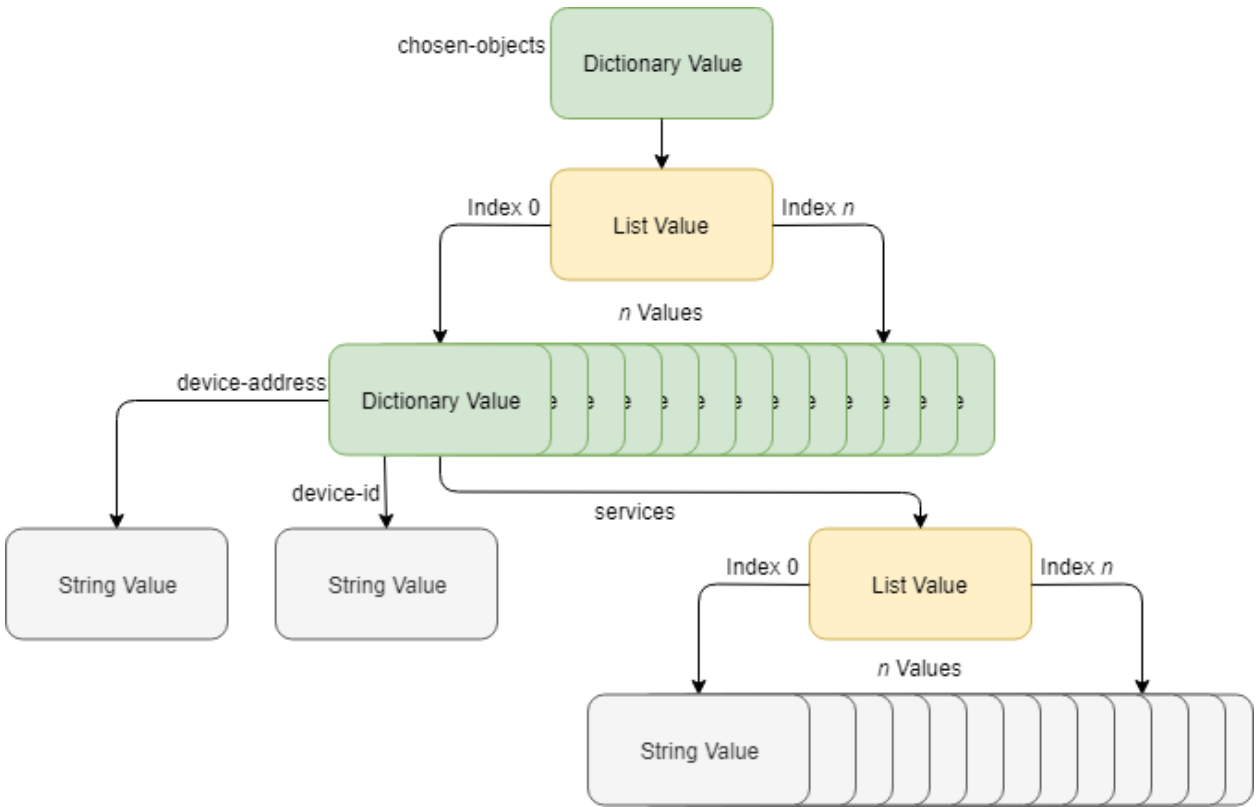 chosen-objects
Dictionary Value
Index 0
List Value
Index n
n Values
device-address
Dictionary Value
e e e e e e e e e e e e
device-id
services
String Value
String Value
Index 0
List Value
Index n
n Values
String Value